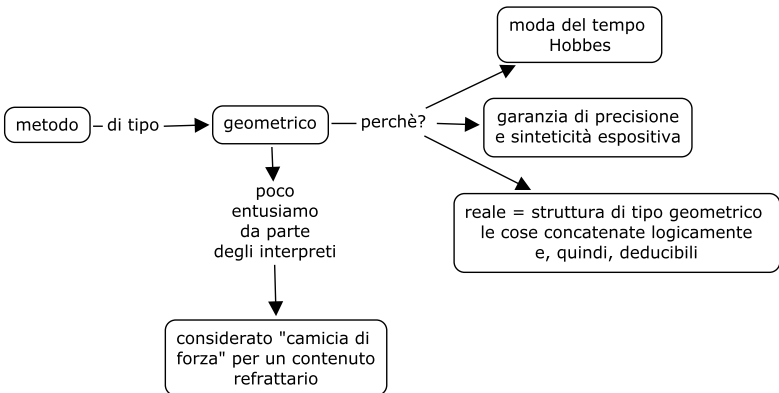 metodo
di tipo
geometrico
perchè?
moda del tempo
Hobbes
garanzia di precisione
e sinteticità espositiva
reale = struttura di tipo geometrico
le cose concatenate logicamente
e, quindi, deducibili
poco
entusiamo
da parte
degli interpreti
considerato "camicia di
forza" per un contenuto
refrattario